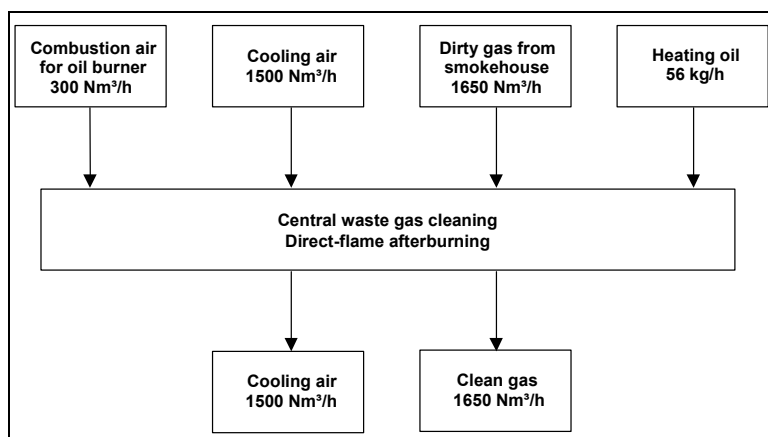 Combustion air
for oil burner
300 Nm³/h
Cooling air
1500 Nm³/h
Dirty gas from
smokehouse
1650 Nm³/h
Heating oil
56 kg/h
Central waste gas cleaning
Direct-flame afterburning
Cooling air
1500 Nm³/h
Clean gas
1650 Nm³/h